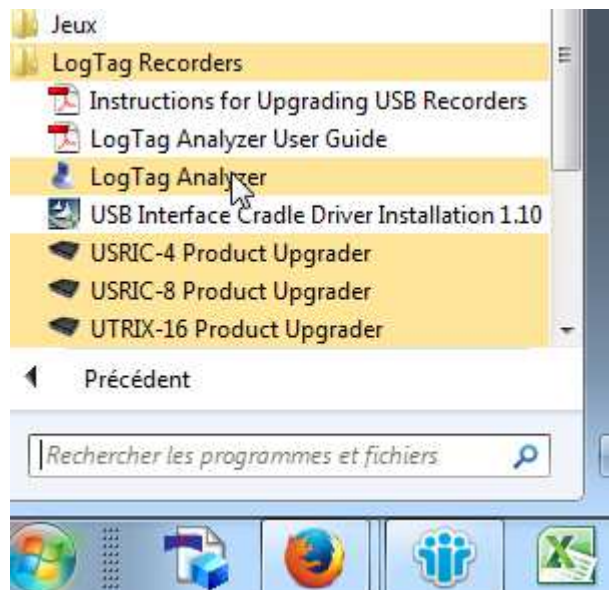 Jeux
LogTag Recorders
Instructions for Upgrading USB Recorders
LogTag Analyzer User Guide
LogTag Analyzer
USB Interface Cradle Driver Installation 1.10
USRIC-4 Product Upgrader
USRIC-8 Product Upgrader
UTRIX-16 Product Upgrader
Précédent
Rechercher les programmes et fichiers